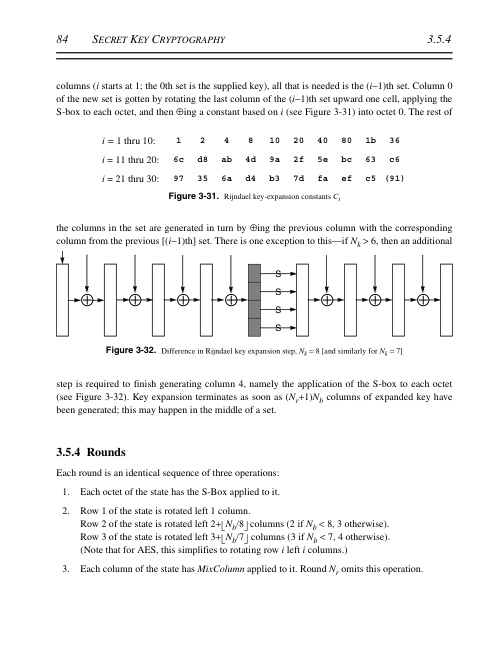 84 SECRET KEY CRYPTOGRAPHY 3.5.4
columns (i starts at 1; the 0th set is the supplied key), all that is needed is the (i−1)th set. Column 0
of the new set is gotten by rotating the last column of the (i−1)th set upward one cell, applying the
S-box to each octet, and then ⊕ing a constant based on i (see Figure 3-31) into octet 0. The rest of
i = 1 thru 10: 1 2 4 8 10 20 40 80 1b 36
i = 11 thru 20: 6c d8 ab 4d 9a 2f 5e bc 63 c6
i = 21 thru 30: 97 35 6a d4 b3 7d fa ef c5 (91)
Figure 3-31. Rijndael key-expansion constants Ci
the columns in the set are generated in turn by ⊕ing the previous column with the corresponding
column from the previous [(i−1)th] set. There is one exception to this—if Nk > 6, then an additional
S
S
S
S
Figure 3-32. Difference in Rijndael key expansion step, Nk = 8 [and similarly for Nk = 7]
step is required to finish generating column 4, namely the application of the S-box to each octet
(see Figure 3-32). Key expansion terminates as soon as (Nr+1)Nb columns of expanded key have
been generated; this may happen in the middle of a set.
3.5.4 Rounds
Each round is an identical sequence of three operations:
1. Each octet of the state has the S-Box applied to it.
2. Row 1 of the state is rotated left 1 column.
Row 2 of the state is rotated left 2+⌊Nb/8⌋ columns (2 if Nb < 8, 3 otherwise).
Row 3 of the state is rotated left 3+⌊Nb/7⌋ columns (3 if Nb < 7, 4 otherwise).
(Note that for AES, this simplifies to rotating row i left i columns.)
3. Each column of the state has MixColumn applied to it. Round Nr omits this operation.